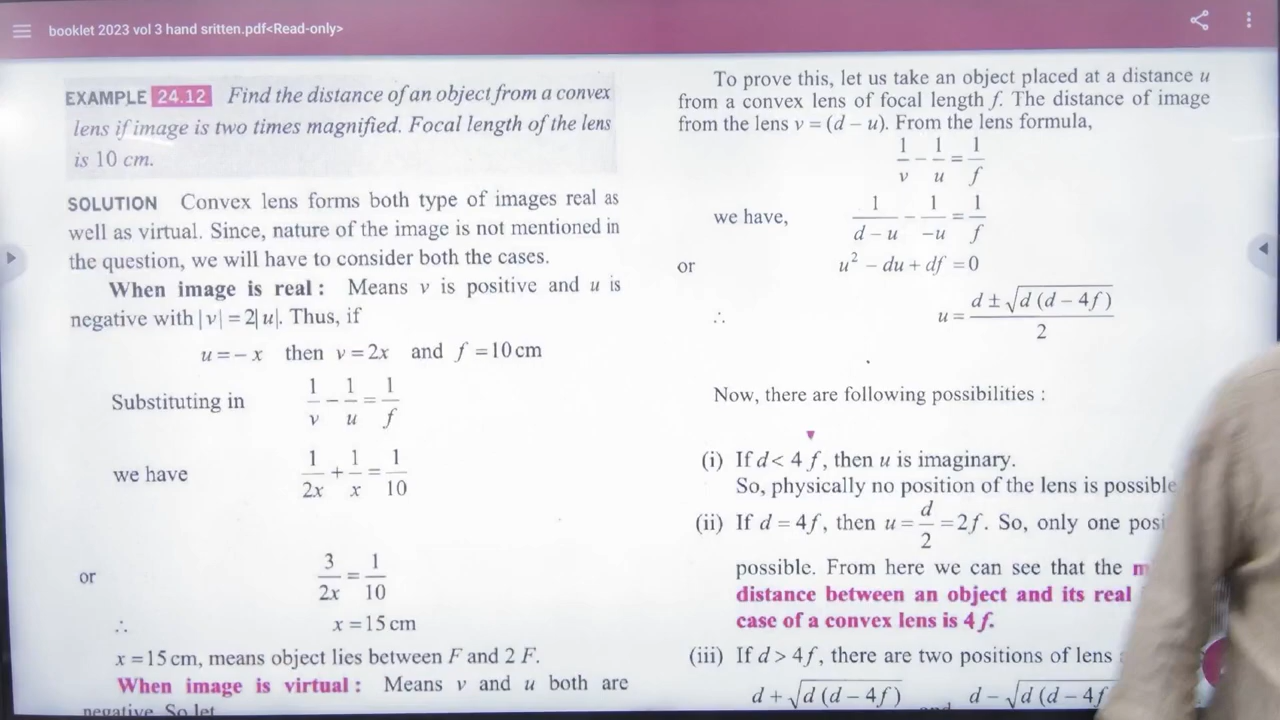 booklet 2023 vol 3 hand sritten.pdf<Read-only>
EXAMPLE 24.12 Find the distance of an object from a convex
lens if image is two times magnified. Focal length of the lens
is 10 cm.
SOLUTION Convex lens forms both type of images real as
well as virtual. Since, nature of the image is not mentioned in
the question, we will have to consider both the cases.
When image is real : Means v is positive and u is
negative with |v| = 2|u|. Thus, if
u = – x then v = 2x and f = 10 cm
Substituting in 1/v – 1/u = 1/f
we have 1/2x + 1/x = 1/10
or 3/2x = 1/10
∴ x = 15 cm
x = 15 cm, means object lies between F and 2 F.
When image is virtual : Means v and u both are
negative. So let
To prove this, let us take an object placed at a distance u
from a convex lens of focal length f. The distance of image
from the lens v = (d – u). From the lens formula,
1/v – 1/u = 1/f
we have, 1/(d – u) – 1/–u = 1/f
or u² – du + df = 0
∴ u = (d ± √(d (d – 4f)))/2
Now, there are following possibilities :
(i) If d < 4 f, then u is imaginary.
So, physically no position of the lens is possible
(ii) If d = 4f, then u = d/2 = 2f. So, only one
possible. From here we can see that the
distance between an object and its real
case of a convex lens is 4 f.
(iii) If d > 4f, there are two positions of lens
d + √(d (d – 4f)) and d – √(d (d – 4f